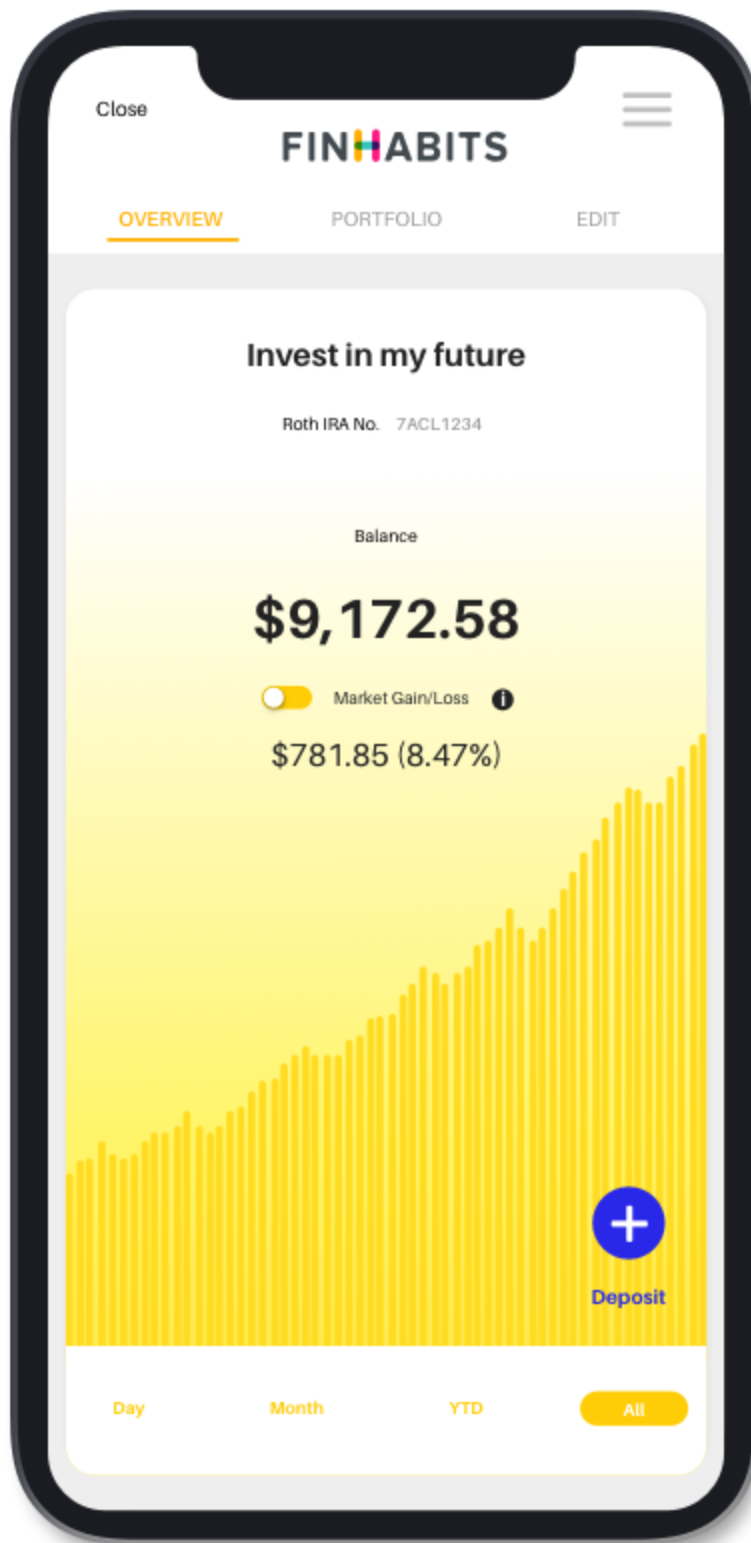 Close
FINHABITS
OVERVIEW PORTFOLIO EDIT
Invest in my future
Roth IRA No. 7ACL1234
Balance
$9,172.58
Market Gain/Loss i
$781.85 (8.47%)
Deposit
Day Month YTD All